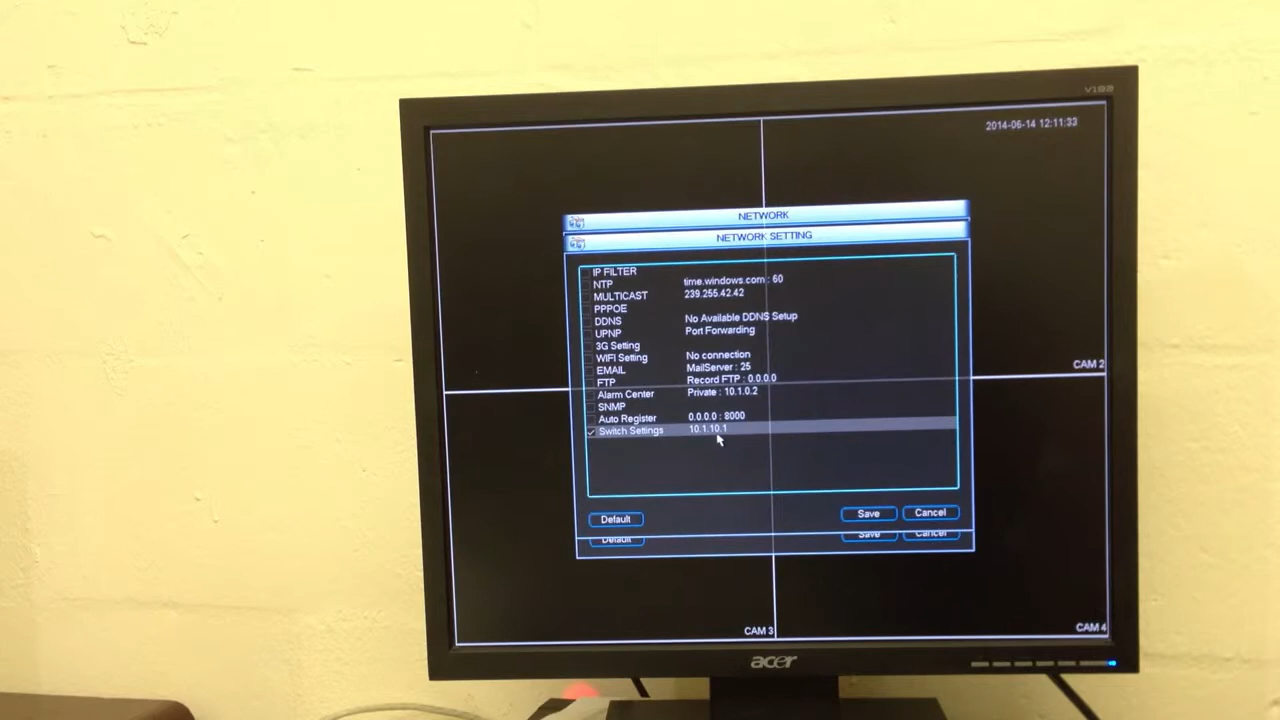 V193
2014-06-14 12:11:33
NETWORK
NETWORK SETTING
IP FILTER
NTP time.windows.com : 60
MULTICAST 239.255.42.42
PPPOE
DDNS No Available DDNS Setup
UPNP Port Forwarding
3G Setting
WIFI Setting No connection
EMAIL MailServer : 25
FTP Record FTP : 0.0.0.0
Alarm Center Private : 10.1.0.2
SNMP
Auto Register 0.0.0.0 : 8000
Switch Settings 10.1.10.1
CAM 2
Default Save Cancel
Default Save Cancel
CAM 3
CAM 4
acer